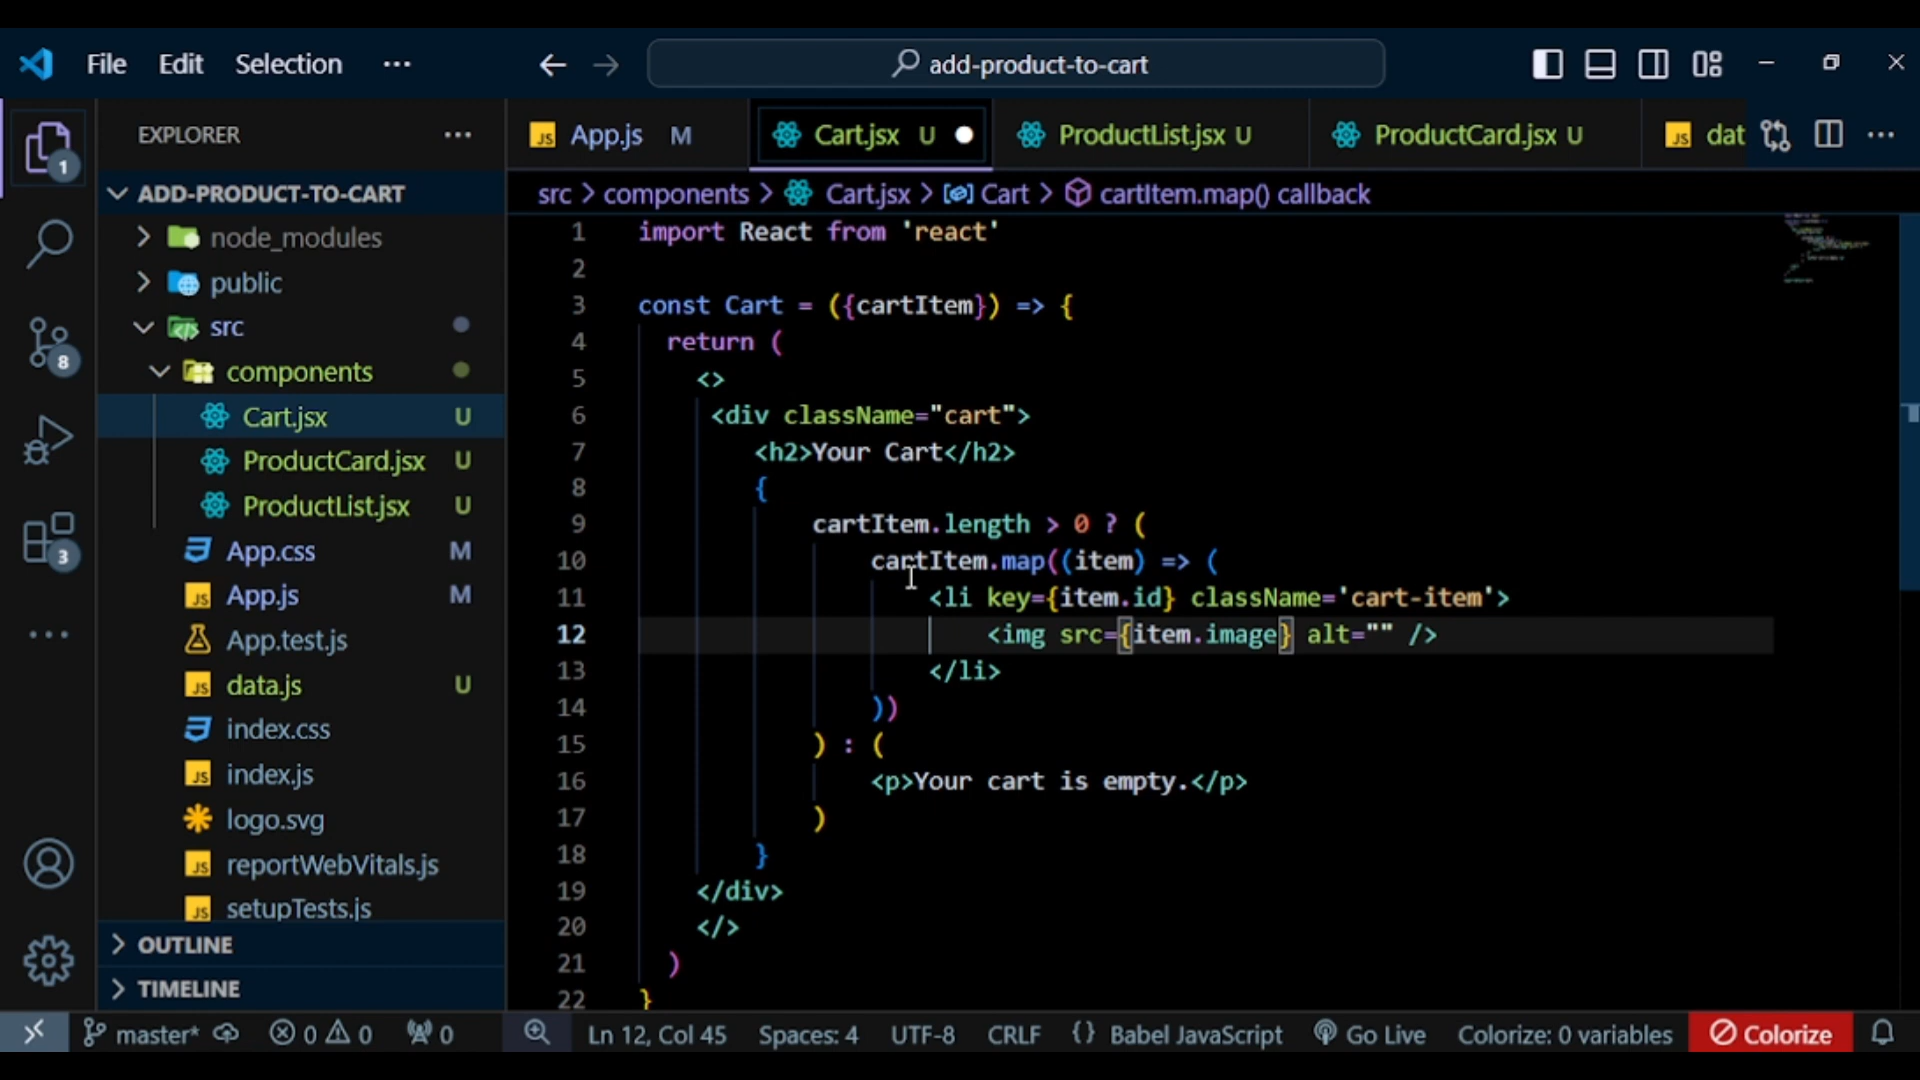 File Edit Selection ... add-product-to-cart
EXPLORER ...
App.js M Cart.jsx U ProductList.jsx U ProductCard.jsx U dat ...
1
ADD-PRODUCT-TO-CART
src > components > Cart.jsx > Cart > cartItem.map() callback
node_modules
public
src
components
Cart.jsx U
ProductCard.jsx U
ProductList.jsx U
App.css M
App.js M
App.test.js
data.js U
index.css
index.js
logo.svg
reportWebVitals.js
setupTests.js
OUTLINE
TIMELINE
8
3
1 import React from 'react'
2
3 const Cart = ({cartItem}) => {
4 return (
5 <>
6 <div className="cart">
7 <h2>Your Cart</h2>
8 {
9 cartItem.length > 0 ? (
10 cartItem.map((item) => (
11 <li key={item.id} className='cart-item'>
12 <img src={item.image} alt="" />
13 </li>
14 ))
15 ) : (
16 <p>Your cart is empty.</p>
17 )
18 }
19 </div>
20 </>
21 )
22 }
master* 0 0 0 Ln 12, Col 45 Spaces: 4 UTF-8 CRLF {} Babel JavaScript Go Live Colorize: 0 variables Colorize